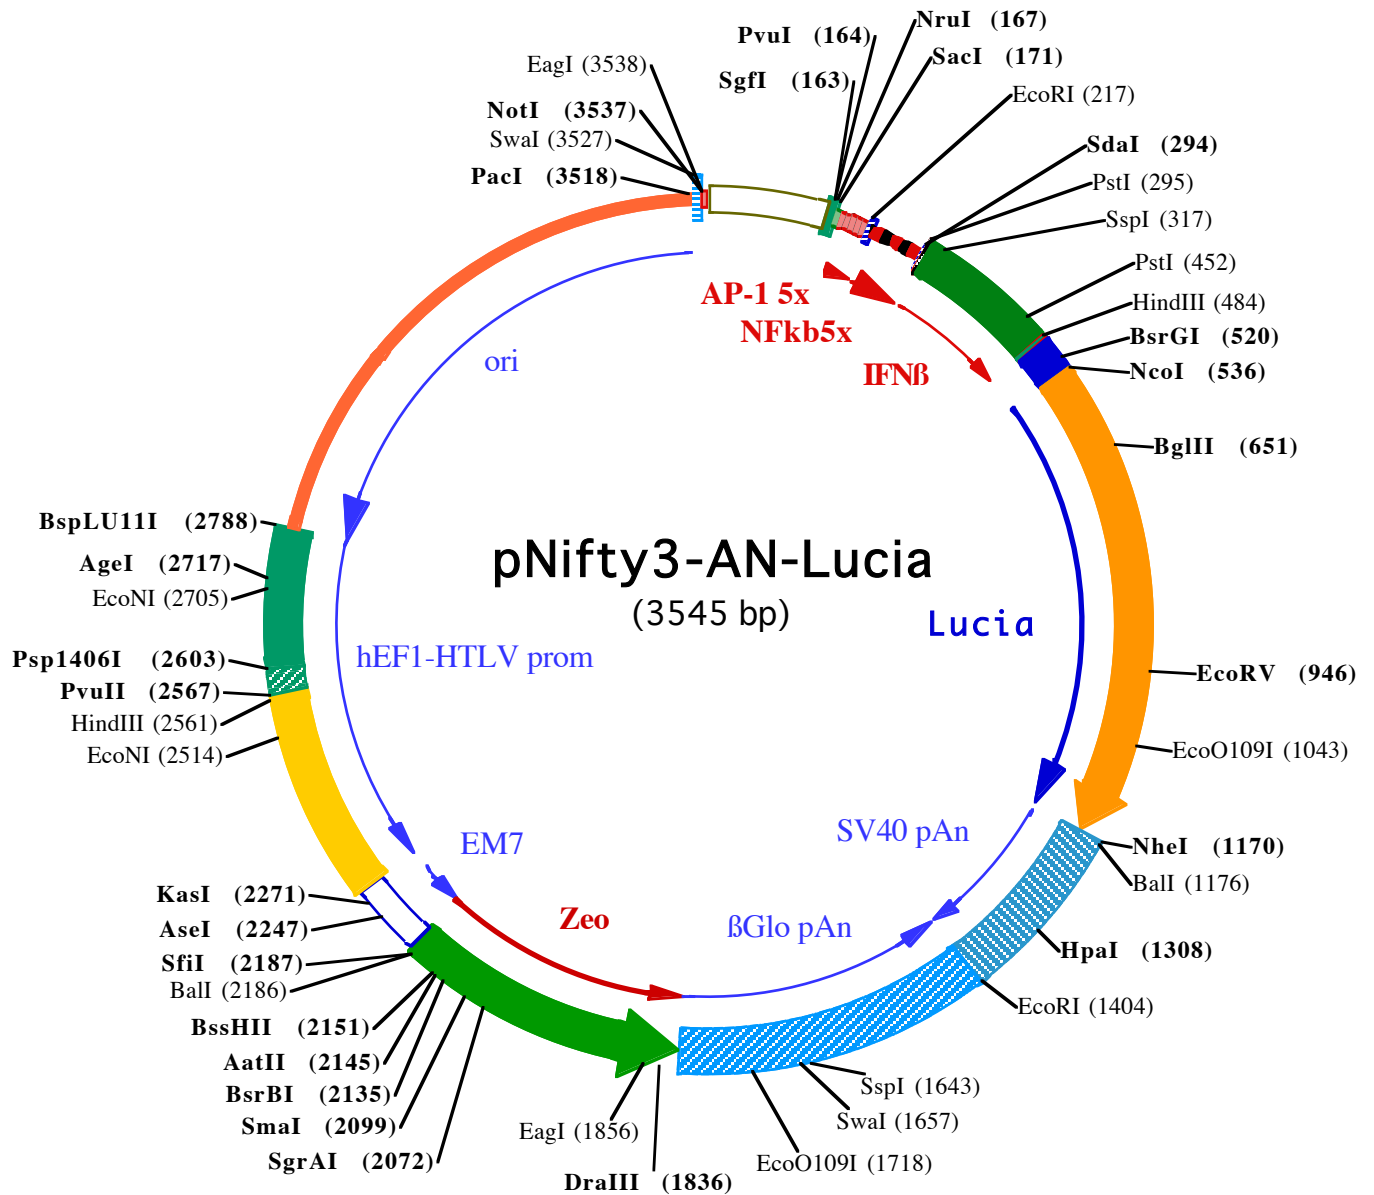 NruI (167)
PvuI (164)
SacI (171)
EagI (3538)
SgfI (163)
EcoRI (217)
NotI (3537)
SwaI (3527)
SdaI (294)
PacI (3518)
PstI (295)
SspI (317)
PstI (452)
AP-1 5x
HindIII (484)
NFkb5x
BsrGI (520)
ori
IFNß
NcoI (536)
BglII (651)
BspLU11I (2788)
pNifty3-AN-Lucia
AgeI (2717)
EcoNI (2705)
(3545 bp)
Lucia
Psp1406I (2603)
hEF1-HTLV prom
EcoRV (946)
PvuII (2567)
HindIII (2561)
EcoNI (2514)
EcoO109I (1043)
SV40 pAn
EM7
NheI (1170)
BalI (1176)
KasI (2271)
Zeo
ßGlo pAn
AseI (2247)
HpaI (1308)
SfiI (2187)
BalI (2186)
EcoRI (1404)
BssHII (2151)
AatII (2145)
SspI (1643)
BsrBI (2135)
SwaI (1657)
SmaI (2099)
EagI (1856)
SgrAI (2072)
EcoO109I (1718)
DraIII (1836)